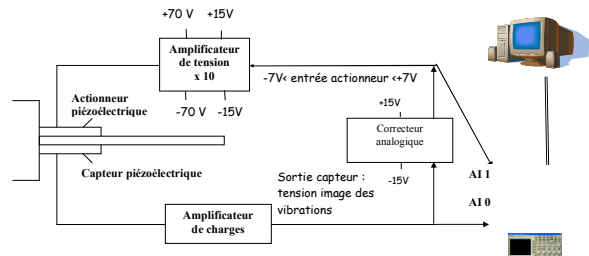 +70 V +15V
Amplificateur
de tension
x 10
-70 V -15V
-7V< entrée actionneur <+7V
Actionneur
piézoélectrique
+15V
Correcteur
analogique
-15V
Capteur piézoélectrique
Sortie capteur :
tension image des
vibrations
AI 1
AI 0
Amplificateur
de charges